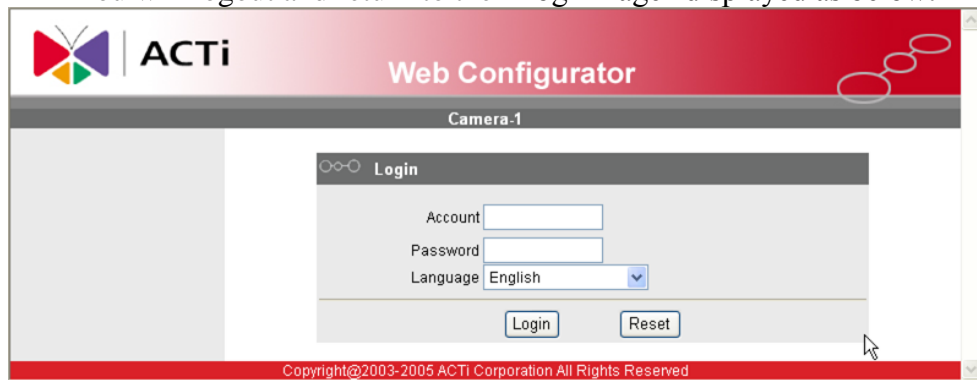 ACTi
Web Configurator
Camera-1
Login
Account
Password
Language English
Login Reset
Copyright@2003-2005 ACTi Corporation All Rights Reserved